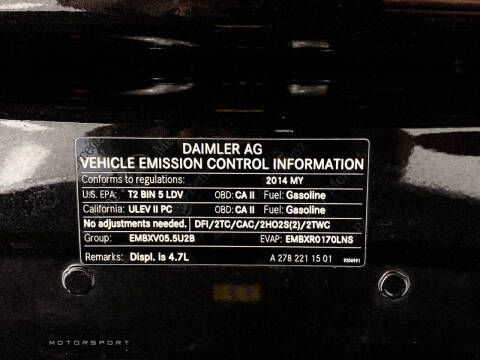 DAIMLER AG
VEHICLE EMISSION CONTROL INFORMATION
Conforms to regulations: 2014 MY
U.S. EPA: T2 BIN 5 LDV OBD: CA II Fuel: Gasoline
California: ULEV II PC OBD: CA II Fuel: Gasoline
No adjustments needed. DFI/2TC/CAC/2HO2S(2)/2TWC
Group: EMBXV05.5U2B EVAP: EMBXR0170LNS
Remarks: Displ. is 4.7L A 278 221 15 01
MOTORSPORT